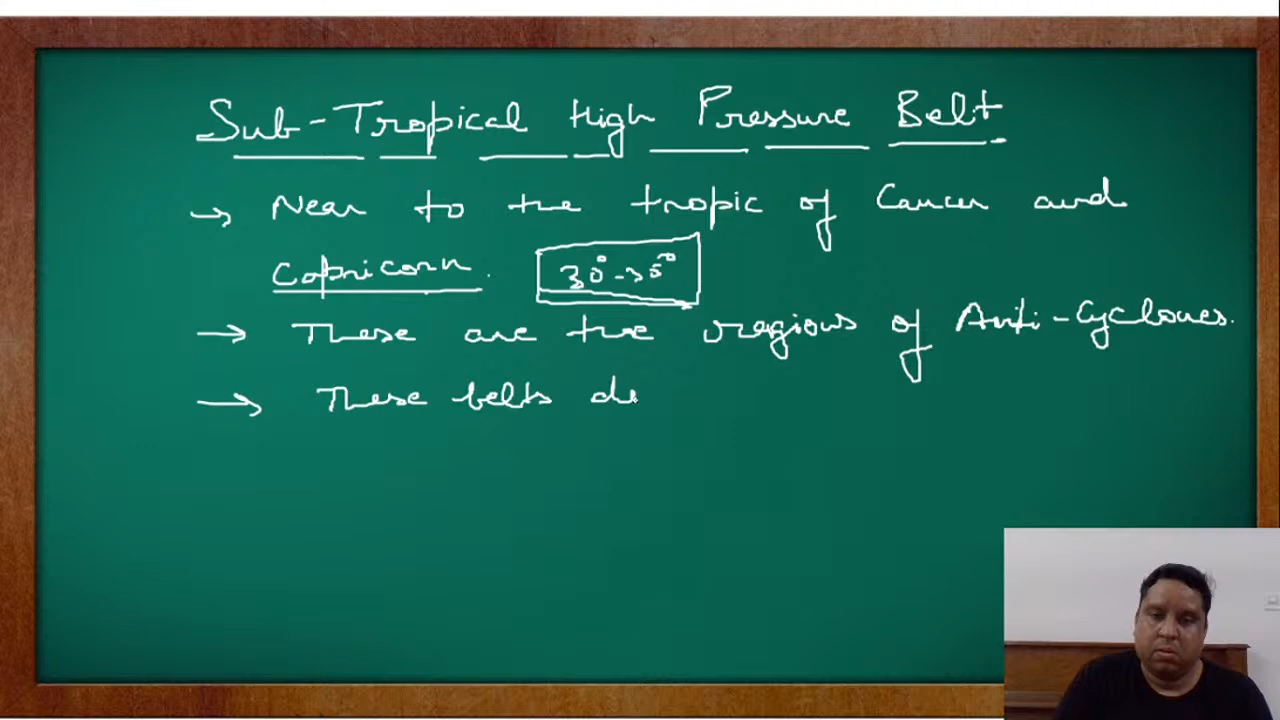 Sub-Tropical High Pressure Belt
→ Near to the tropic of Cancer and
Capricorn. 30°-35°
→ These are the regions of Anti-Cyclones.
→ These belts de